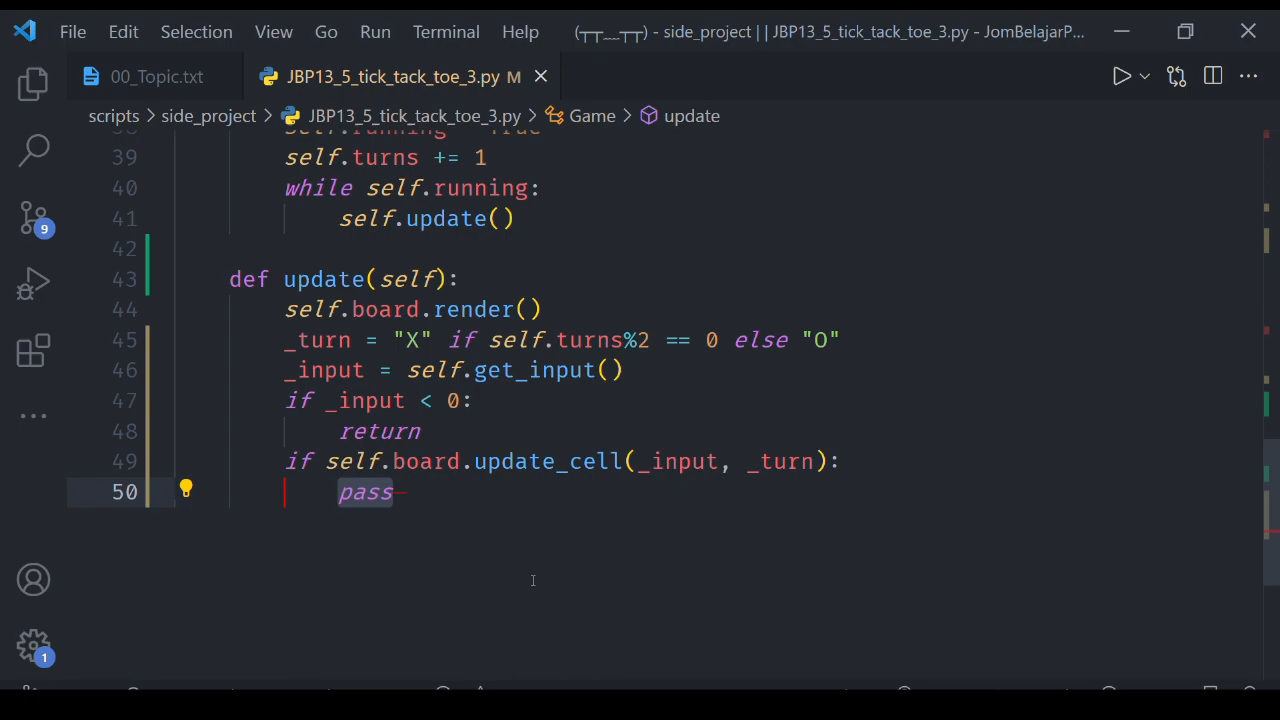 File Edit Selection View Go Run Terminal Help (┬┬﹏┬┬) - side_project | | JBP13_5_tick_tack_toe_3.py - JomBelajarP...
00_Topic.txt JBP13_5_tick_tack_toe_3.py M
scripts > side_project > JBP13_5_tick_tack_toe_3.py > Game > update
39 self.turns += 1
40 while self.running:
41 self.update()
42
43 def update(self):
44 self.board.render()
45 _turn = "X" if self.turns%2 == 0 else "O"
46 _input = self.get_input()
47 if _input < 0:
48 return
49 if self.board.update_cell(_input, _turn):
50 pass
9
1